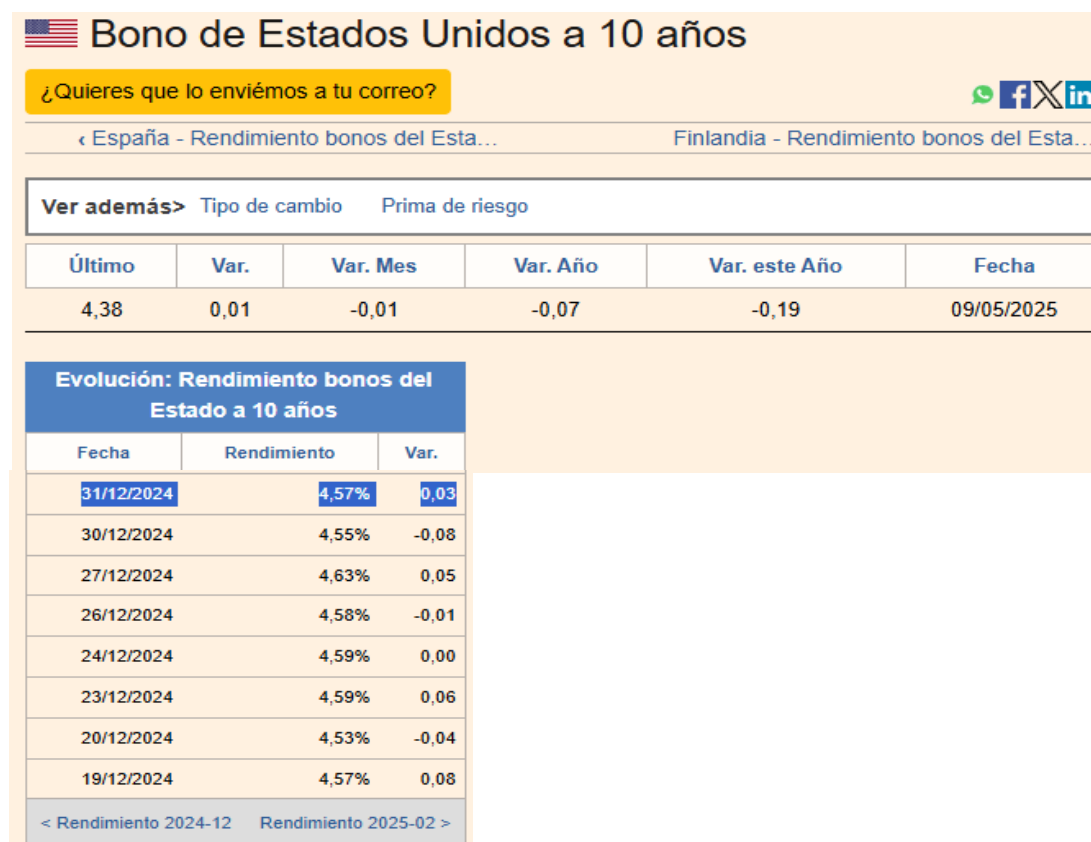 Bono de Estados Unidos a 10 años
¿Quieres que lo enviémos a tu correo?
‹ España - Rendimiento bonos del Esta...
Finlandia - Rendimiento bonos del Esta...
Ver además> Tipo de cambio Prima de riesgo
Último Var. Var. Mes Var. Año Var. este Año Fecha
4,38 0,01 -0,01 -0,07 -0,19 09/05/2025
Evolución: Rendimiento bonos del
Estado a 10 años
Fecha Rendimiento Var.
31/12/2024 4,57% 0,03
30/12/2024 4,55% -0,08
27/12/2024 4,63% 0,05
26/12/2024 4,58% -0,01
24/12/2024 4,59% 0,00
23/12/2024 4,59% 0,06
20/12/2024 4,53% -0,04
19/12/2024 4,57% 0,08
< Rendimiento 2024-12 Rendimiento 2025-02 >